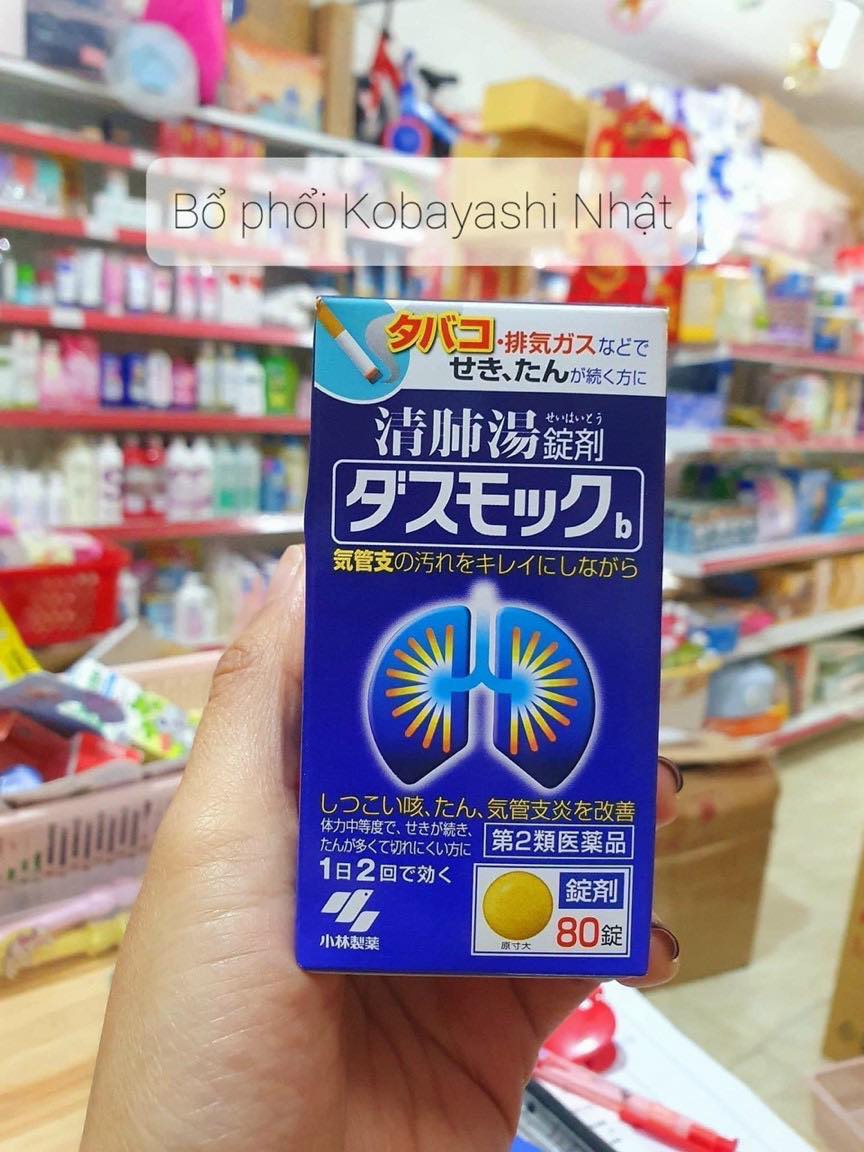 Bổ phổi Kobayashi Nhật
タバコ・排気ガスなどで
せき、たんが続く方に
せいはいとう
清肺湯錠剤
ダスモックb
気管支の汚れをキレイにしながら
しつこい咳、たん、気管支炎を改善
体力中等度で、せきが続き、
たんが多くて切れにくい方に
第2類医薬品
1日2回で効く
小林製薬
原寸大
錠剤
80錠